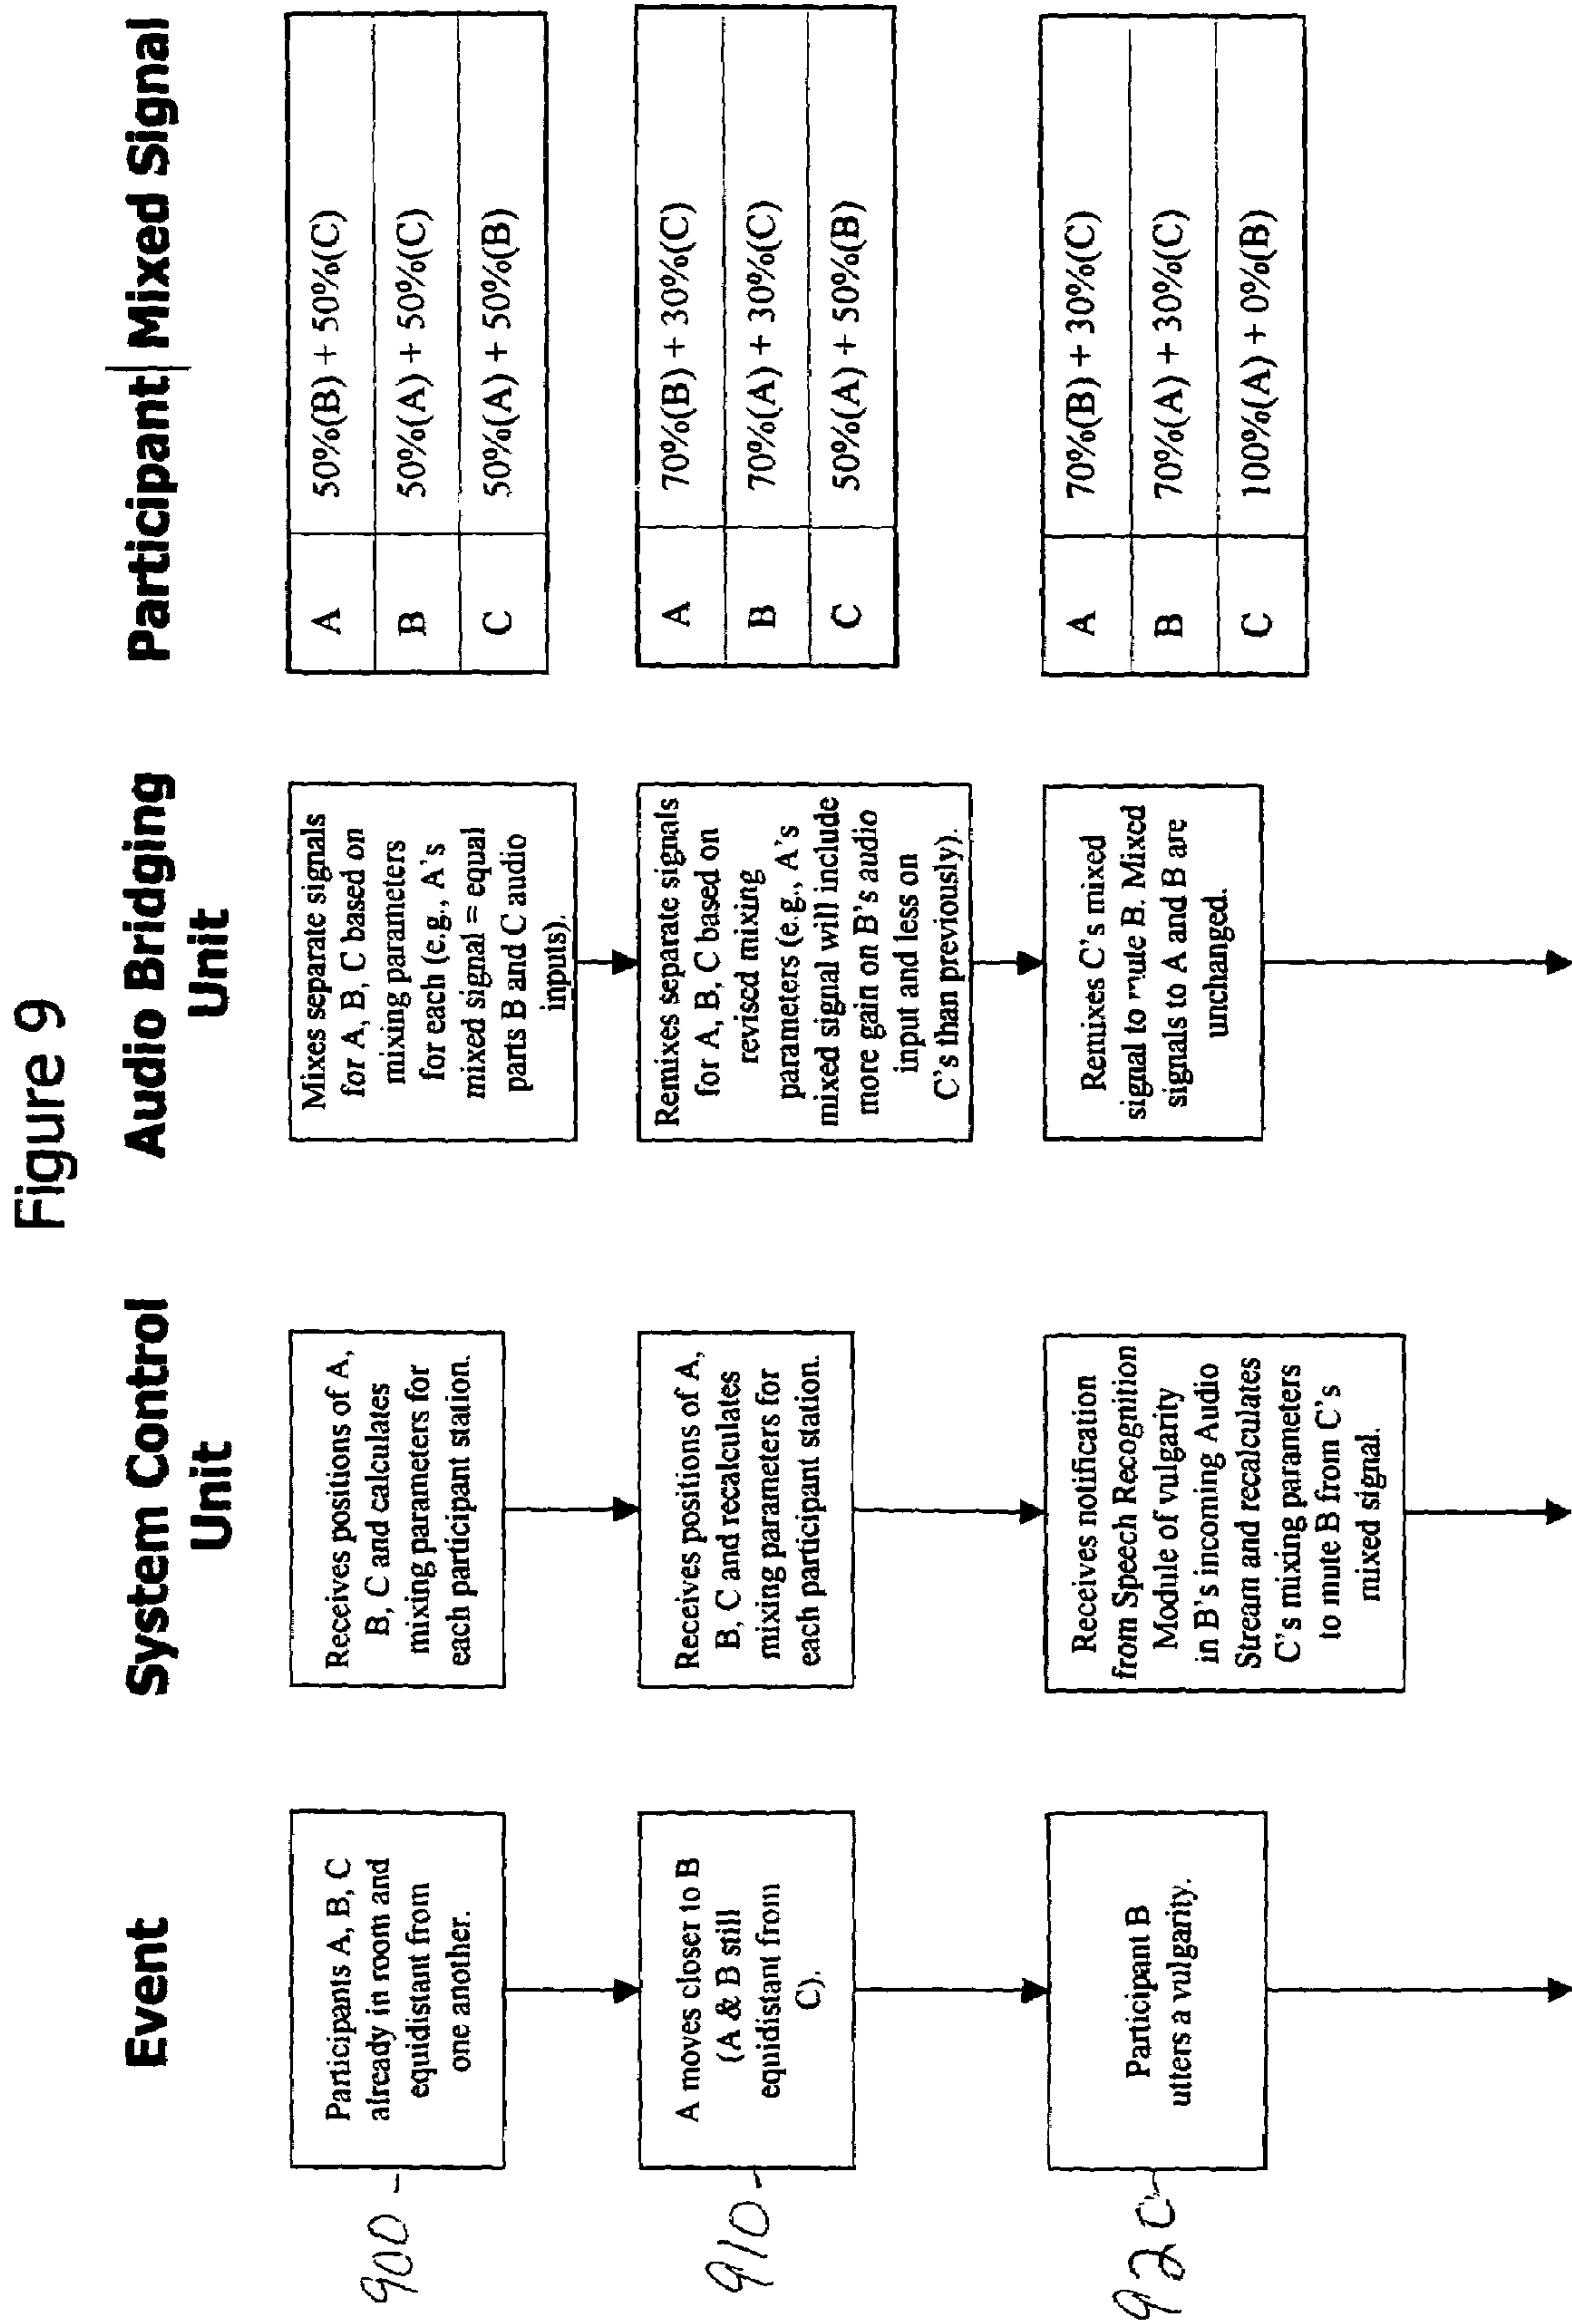 Figure 9
Event
System Control
Unit
Audio Bridging
Unit
Participant Mixed Signal
900
Participants A, B, C
already in room and
equidistant from
one another.
Receives positions of A,
B, C and calculates
mixing parameters for
each participant station.
Mixes separate signals
for A, B, C based on
mixing parameters
for each (e.g., A's
mixed signal = equal
parts B and C audio
inputs).
A 50%(B) + 50%(C)
B 50%(A) + 50%(C)
C 50%(A) + 50%(B)
910
A moves closer to B
(A & B still
equidistant from
C).
Receives positions of A,
B, C and recalculates
mixing parameters for
each participant station.
Remixes separate signals
for A, B, C based on
revised mixing
parameters (e.g., A's
mixed signal will include
more gain on B's audio
input and less on
C's than previously).
A 70%(B) + 30%(C)
B 70%(A) + 30%(C)
C 50%(A) + 50%(B)
920
Participant B
utters a vulgarity.
Receives notification
from Speech Recognition
Module of vulgarity
in B's incoming Audio
Stream and recalculates
C's mixing parameters
to mute B from C's
mixed signal.
Remixes C's mixed
signal to mute B. Mixed
signals to A and B are
unchanged.
A 70%(B) + 30%(C)
B 70%(A) + 30%(C)
C 100%(A) + 0%(B)